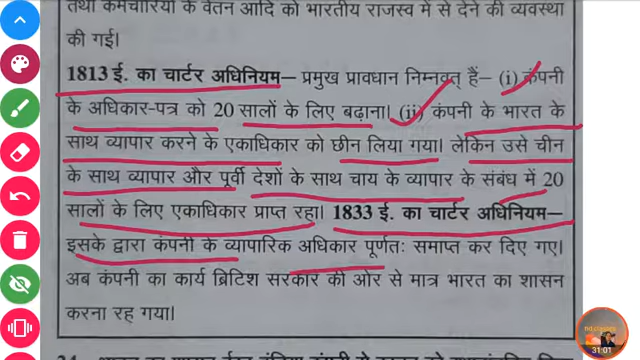 तथा कर्मचारियों के वेतन आदि को भारतीय राजस्व में से देने की व्यवस्था
की गई।
1813 ई. का चार्टर अधिनियम– प्रमुख प्रावधान निम्नवत् हैं– (i) कंपनी
के अधिकार-पत्र को 20 सालों के लिए बढ़ाना। (ii) कंपनी के भारत के
साथ व्यापार करने के एकाधिकार को छीन लिया गया। लेकिन उसे चीन
के साथ व्यापार और पूर्वी देशों के साथ चाय के व्यापार के संबंध में 20
सालों के लिए एकाधिकार प्राप्त रहा। 1833 ई. का चार्टर अधिनियम–
इसके द्वारा कंपनी के व्यापारिक अधिकार पूर्णतः समाप्त कर दिए गए।
अब कंपनी का कार्य ब्रिटिश सरकार की ओर से मात्र भारत का शासन
करना रह गया।
31:01